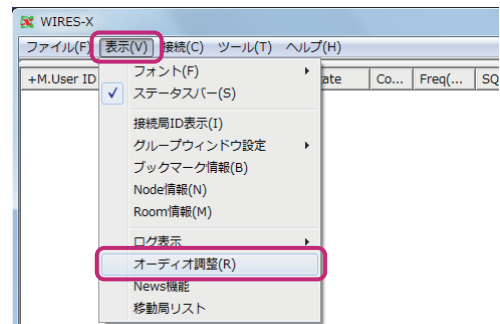 WIRES-X
ファイル(F) 表示(V) 接続(C) ツール(T) ヘルプ(H)
+M.User ID ate Co... Freq(... SQ
フォント(F)
ステータスバー(S)
接続局ID表示(I)
グループウィンドウ設定
ブックマーク情報(B)
Node情報(N)
Room情報(M)
ログ表示
オーディオ調整(R)
News機能
移動局リスト